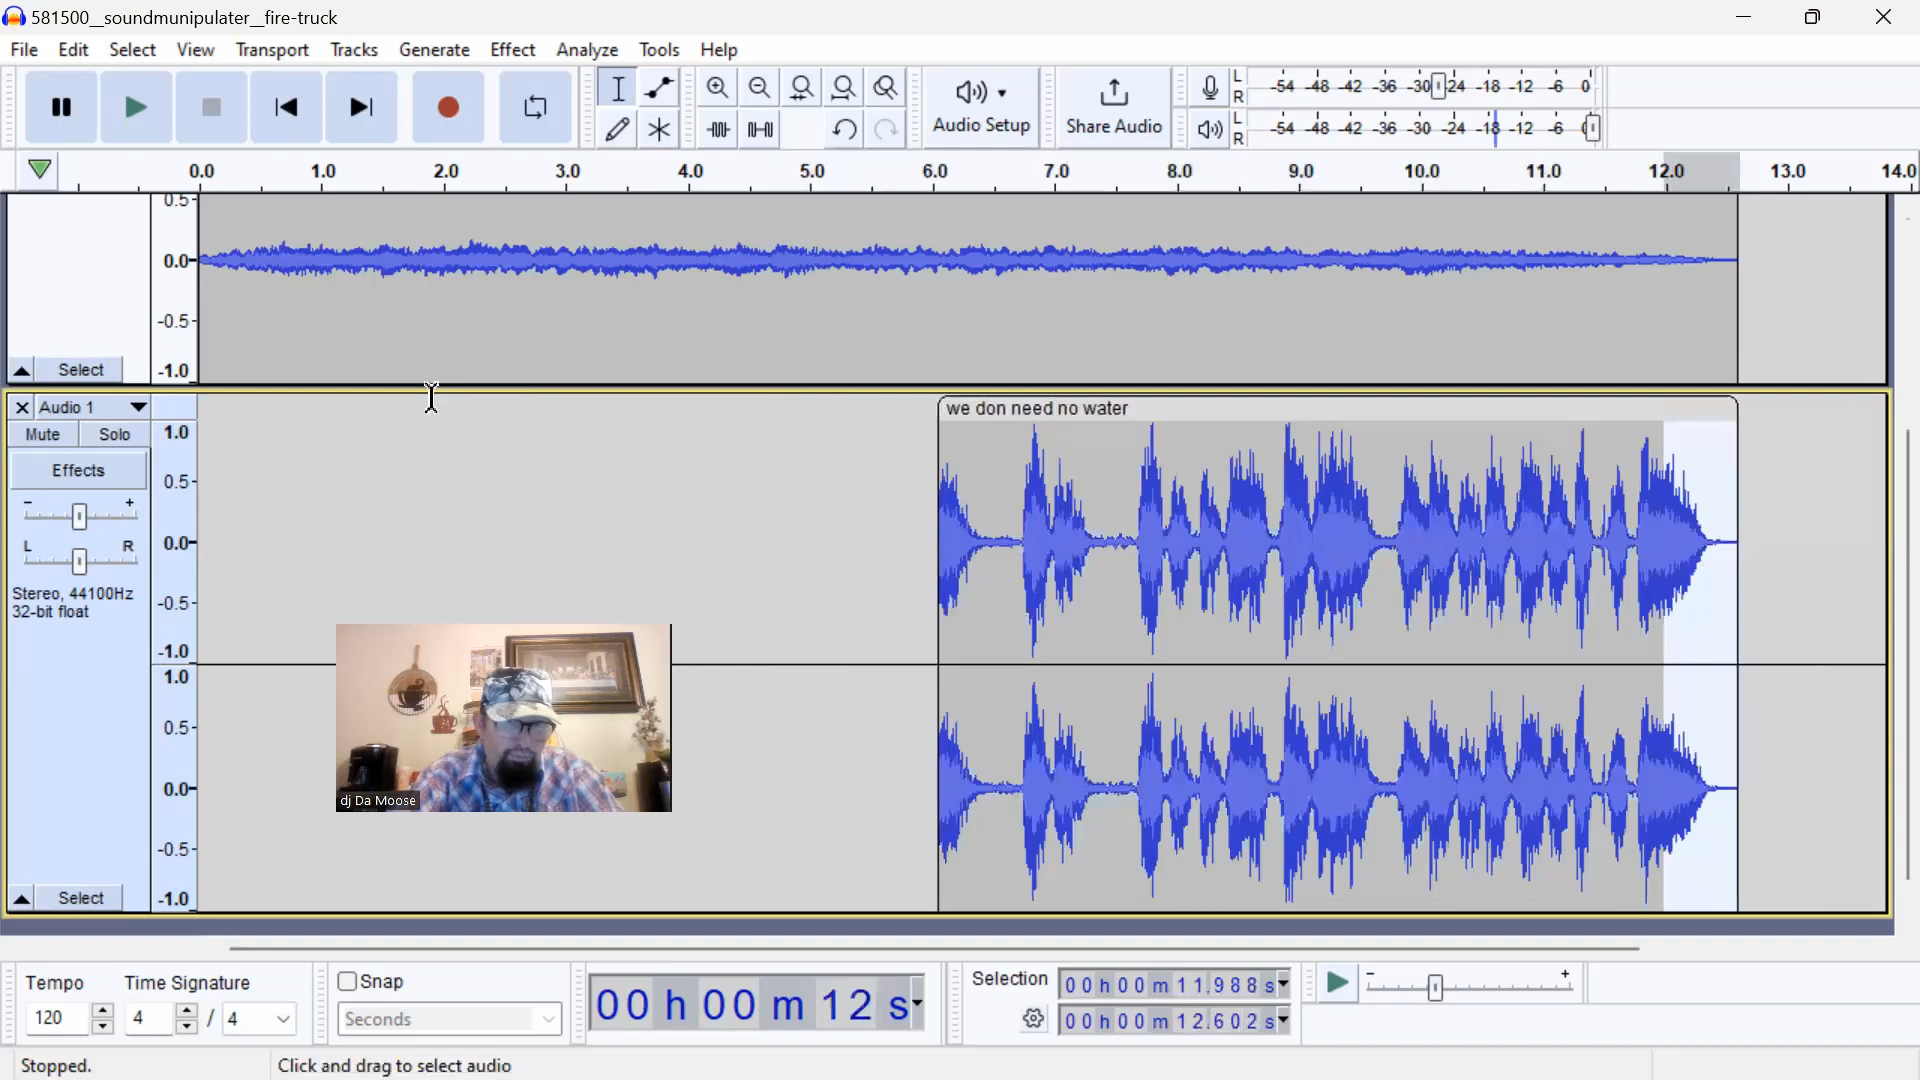 581500__soundmunipulater__fire-truck
File Edit Select View Transport Tracks Generate Effect Analyze Tools Help
Audio Setup
Share Audio
L
R
-54 -48 -42 -36 -30 -24 -18 -12 -6 0
L
R
-54 -48 -42 -36 -30 -24 -18 -12 -6
0.0 1.0 2.0 3.0 4.0 5.0 6.0 7.0 8.0 9.0 10.0 11.0 12.0 13.0 14.0
0.5-
0.0-
-0.5-
-1.0
Select
Audio 1
we don need no water
Mute Solo
Effects
- +
L R
Stereo, 44100Hz
32-bit float
1.0
0.5-
0.0-
-0.5-
-1.0
1.0
0.5-
0.0-
-0.5-
-1.0
dj Da Moose
Select
Tempo
120
Time Signature
4 / 4
Snap
Seconds
00 h 00 m 12 s
Selection
00 h 00 m 11.988 s
00 h 00 m 12.602 s
- +
Stopped.
Click and drag to select audio